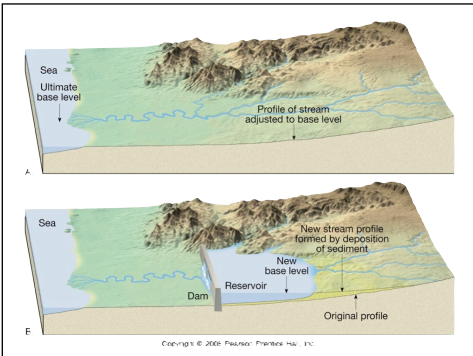 Sea
Ultimate
base level
Profile of stream
adjusted to base level
A
Sea
New stream profile
formed by deposition
of sediment
New
base level
Reservoir
Dam
Original profile
B
Copyright © 2005 Pearson Prentice Hall, Inc.